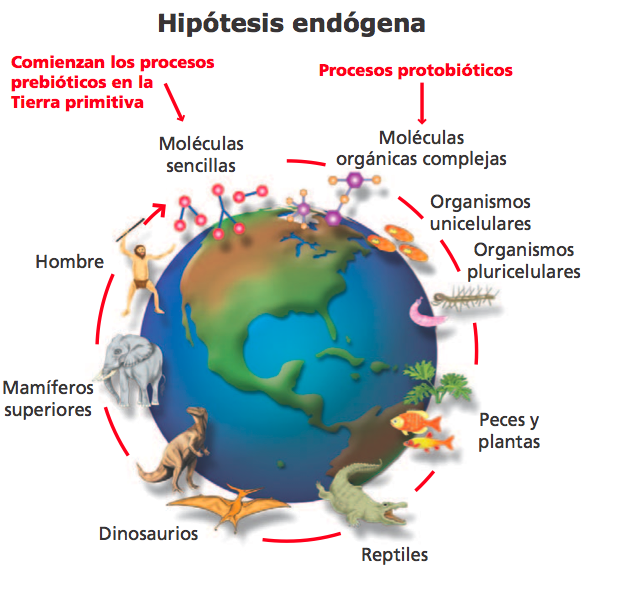 Hipótesis endógena
Comienzan los procesos
prebióticos en la
Tierra primitiva
Procesos protobióticos
Moléculas
sencillas
Moléculas
orgánicas complejas
Organismos
unicelulares
Organismos
pluricelulares
Peces y
plantas
Reptiles
Dinosaurios
Mamíferos
superiores
Hombre